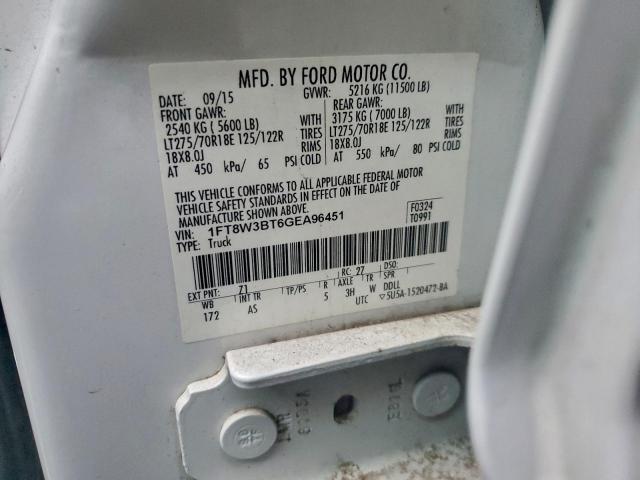 MFD. BY FORD MOTOR CO.
DATE: 09/15 GVWR: 5216 KG (11500 LB)
FRONT GAWR: REAR GAWR:
2540 KG ( 5600 LB) WITH 3175 KG ( 7000 LB) WITH
LT275/70R18E 125/122R TIRES LT275/70R18E 125/122R TIRES
18X8.0J RIMS 18X8.0J RIMS
AT 450 kPa/ 65 PSI COLD AT 550 kPa/ 80 PSI COLD
THIS VEHICLE CONFORMS TO ALL APPLICABLE FEDERAL MOTOR
VEHICLE SAFETY STANDARDS IN EFFECT ON THE DATE OF
MANUFACTURE SHOWN ABOVE.
VIN: 1FT8W3BT6GEA96451 F0324
TYPE: Truck T0991
EXT PNT: Z1 RC: 27 DSO:
WB INT TR TP/PS R AXLE TR SPR
172 AS 5 3H W DDLL
UTC ▽5U5A-1520472-BA